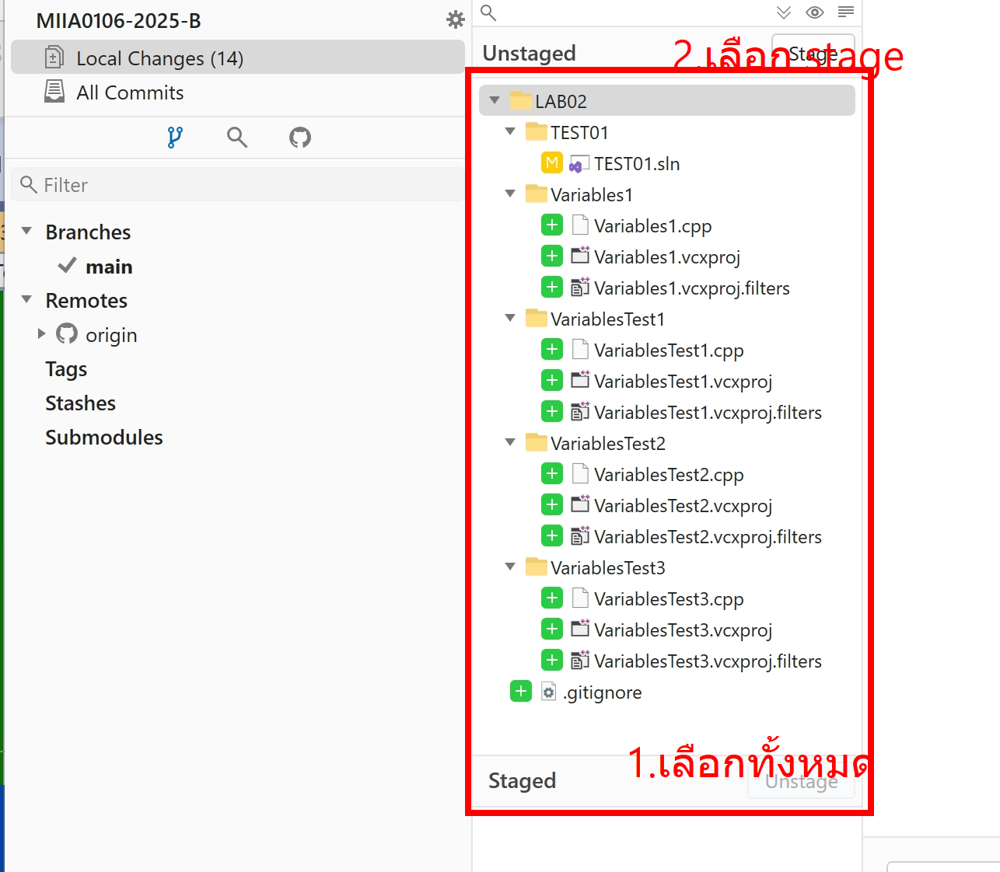 MIIA0106-2025-B
Local Changes (14)
All Commits
Filter
Branches
main
Remotes
origin
Tags
Stashes
Submodules
Unstaged
Stage
2.เลือก stage
LAB02
TEST01
M TEST01.sln
Variables1
Variables1.cpp
Variables1.vcxproj
Variables1.vcxproj.filters
VariablesTest1
VariablesTest1.cpp
VariablesTest1.vcxproj
VariablesTest1.vcxproj.filters
VariablesTest2
VariablesTest2.cpp
VariablesTest2.vcxproj
VariablesTest2.vcxproj.filters
VariablesTest3
VariablesTest3.cpp
VariablesTest3.vcxproj
VariablesTest3.vcxproj.filters
.gitignore
1.เลือกทั้งหมด
Staged
Unstage